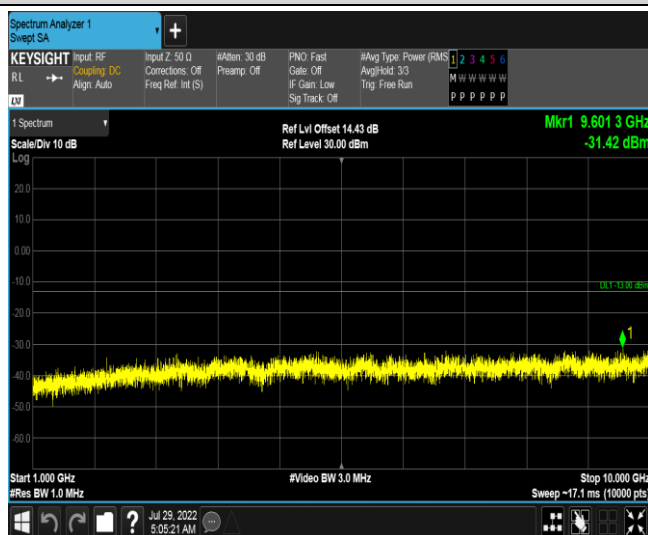 Spectrum Analyzer 1
Swept SA
+
KEYSIGHT
RL
LXI
Input: RF
Coupling: DC
Align: Auto
Input Z: 50 Ω
Corrections: Off
Freq Ref: Int (S)
#Atten: 30 dB
Preamp: Off
PNO: Fast
Gate: Off
IF Gain: Low
Sig Track: Off
#Avg Type: Power (RMS
Avg|Hold: 3/3
Trig: Free Run
1 2 3 4 5 6
M W W W W W
P P P P P P
1 Spectrum
Scale/Div 10 dB
Ref Lvl Offset 14.43 dB
Ref Level 30.00 dBm
Mkr1 9.601 3 GHz
-31.42 dBm
Log
20.0
10.0
0.00
-10.0
DL1 -13.00 dBm
-20.0
1
-30.0
-40.0
-50.0
-60.0
Start 1.000 GHz
#Video BW 3.0 MHz
Stop 10.000 GHz
#Res BW 1.0 MHz
Sweep ~17.1 ms (10000 pts)
?
Jul 29, 2022
5:05:21 AM